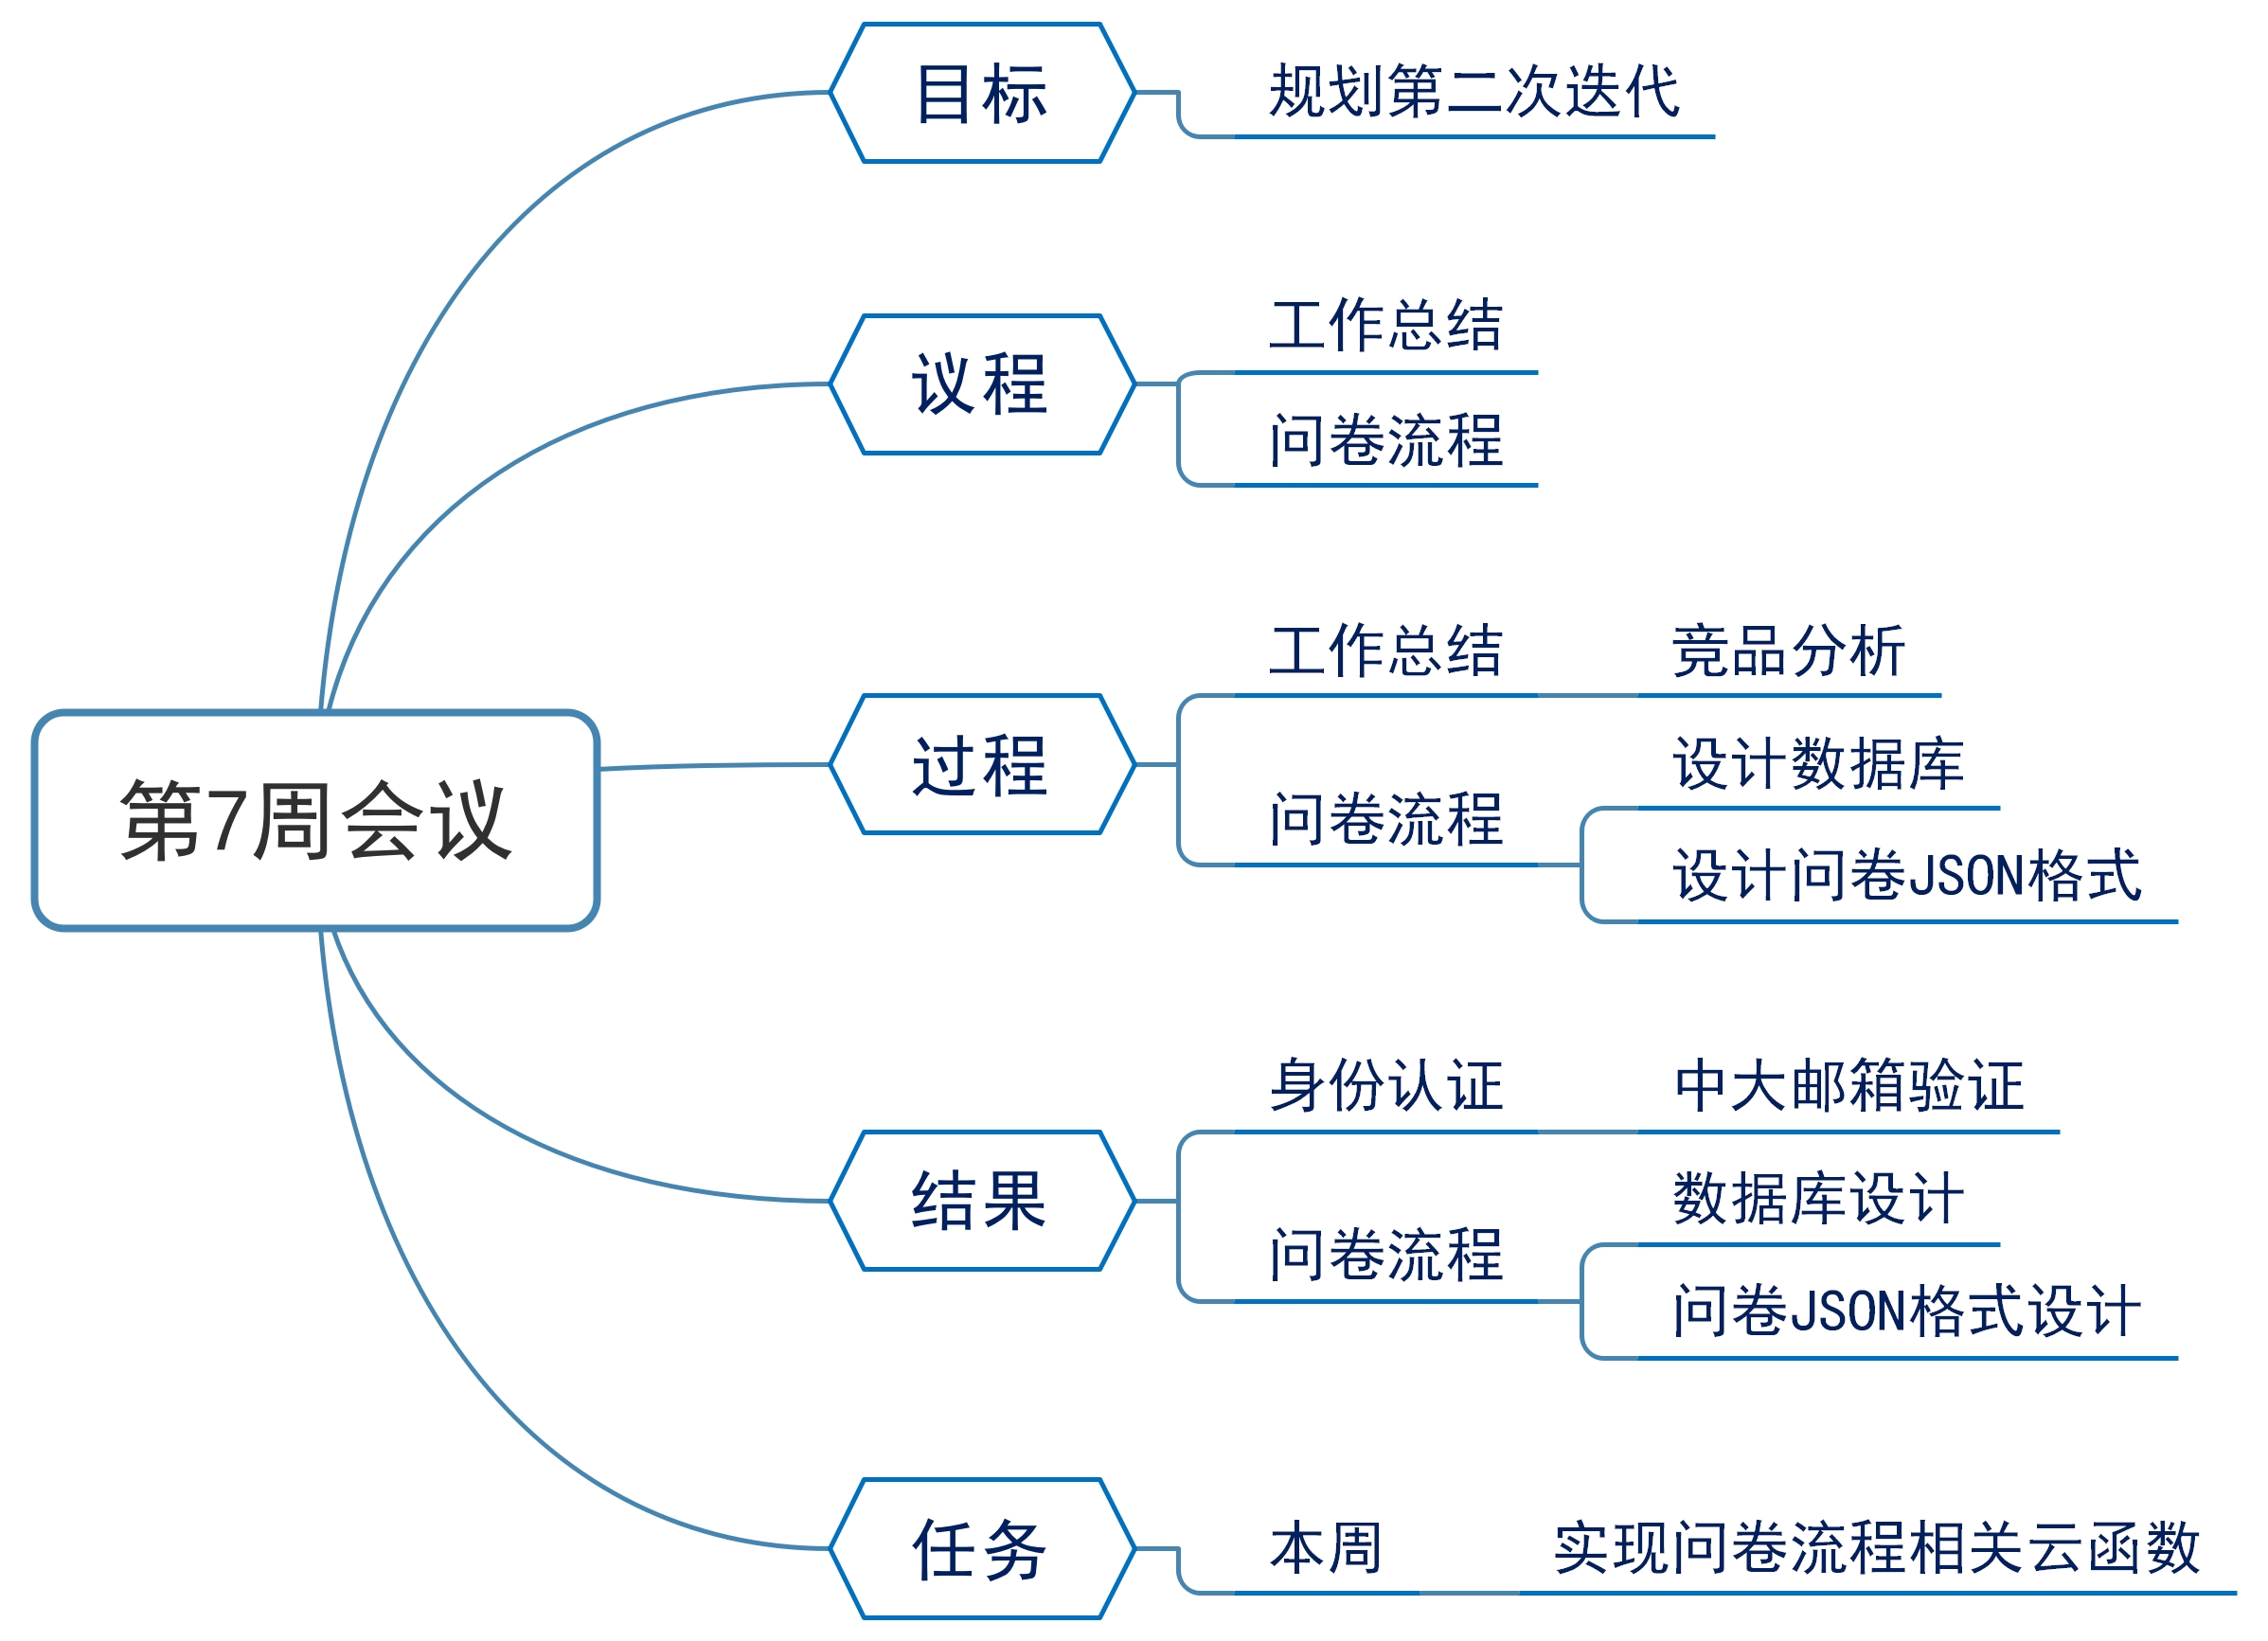 第7周会议
目标
规划第二次迭代
议程
工作总结
问卷流程
过程
工作总结
竞品分析
问卷流程
设计数据库
设计问卷JSON格式
结果
身份认证
中大邮箱验证
问卷流程
数据库设计
问卷JSON格式设计
任务
本周
实现问卷流程相关云函数